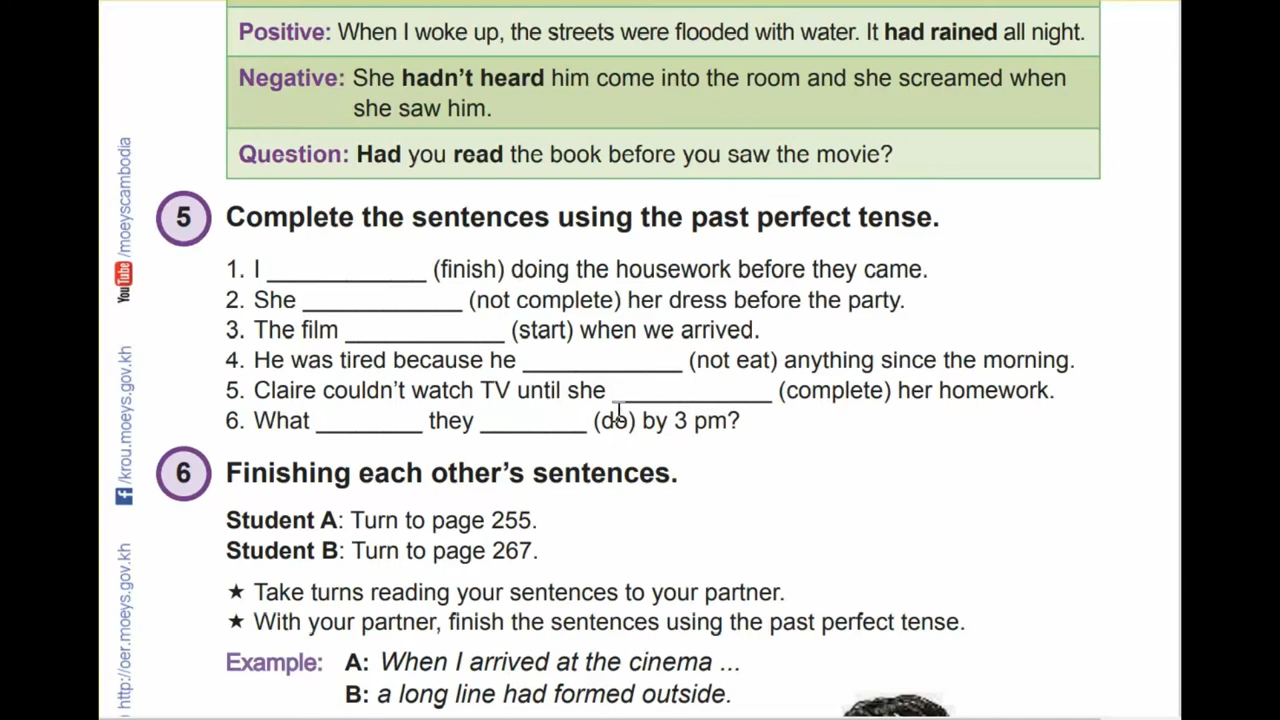 Positive: When I woke up, the streets were flooded with water. It had rained all night.
Negative: She hadn't heard him come into the room and she screamed when
she saw him.
Question: Had you read the book before you saw the movie?
5 Complete the sentences using the past perfect tense.
1. I ____________ (finish) doing the housework before they came.
2. She ____________ (not complete) her dress before the party.
3. The film ____________ (start) when we arrived.
4. He was tired because he ____________ (not eat) anything since the morning.
5. Claire couldn't watch TV until she ____________ (complete) her homework.
6. What ________ they ________ (do) by 3 pm?
6 Finishing each other's sentences.
Student A: Turn to page 255.
Student B: Turn to page 267.
★ Take turns reading your sentences to your partner.
★ With your partner, finish the sentences using the past perfect tense.
Example: A: When I arrived at the cinema ...
B: a long line had formed outside.
YouTube /moeyscambodia
f /krou.moeys.gov.kh
http://oer.moeys.gov.kh